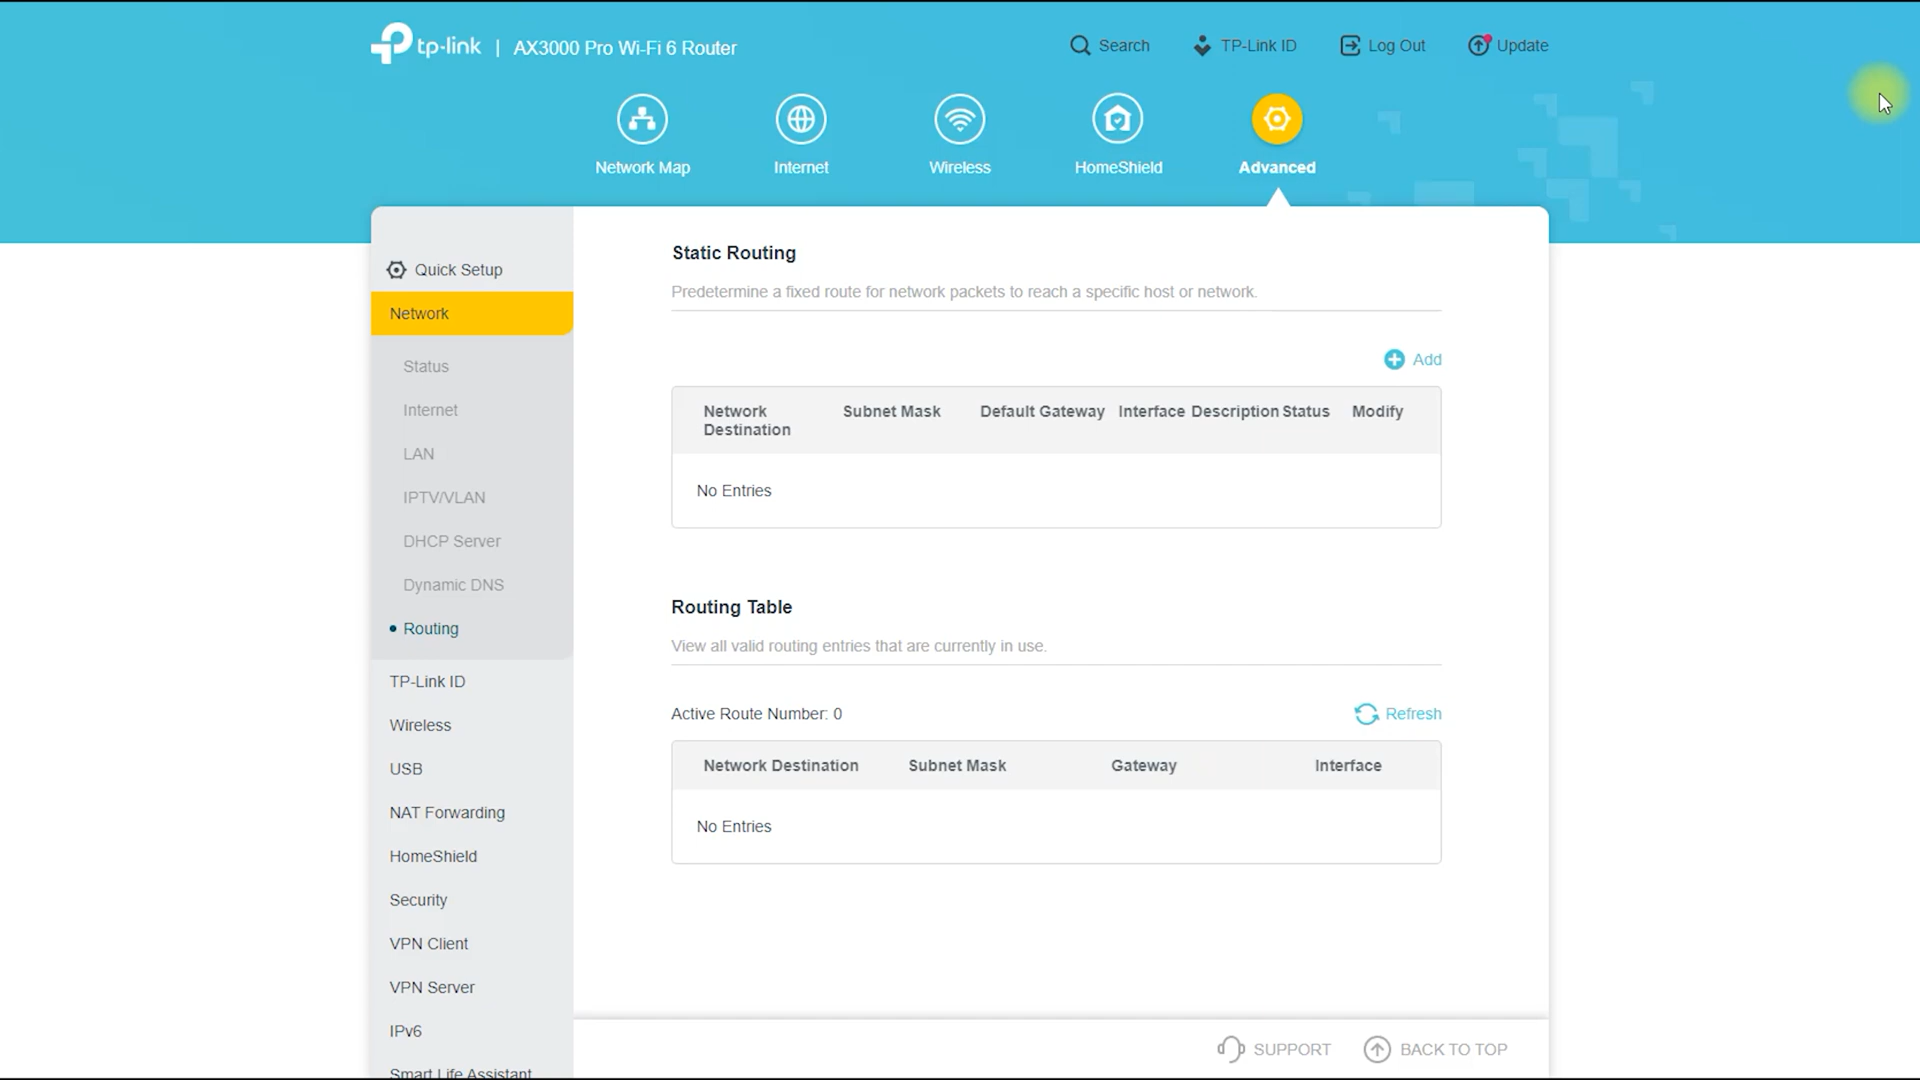 tp-link | AX3000 Pro Wi-Fi 6 Router
Search
TP-Link ID
Log Out
Update
Network Map
Internet
Wireless
HomeShield
Advanced
Quick Setup
Network
Status
Internet
LAN
IPTV/VLAN
DHCP Server
Dynamic DNS
Routing
TP-Link ID
Wireless
USB
NAT Forwarding
HomeShield
Security
VPN Client
VPN Server
IPv6
Smart Life Assistant
Static Routing
Predetermine a fixed route for network packets to reach a specific host or network.
Add
Network Destination Subnet Mask Default Gateway Interface Description Status Modify
No Entries
Routing Table
View all valid routing entries that are currently in use.
Active Route Number: 0
Refresh
Network Destination Subnet Mask Gateway Interface
No Entries
SUPPORT
BACK TO TOP